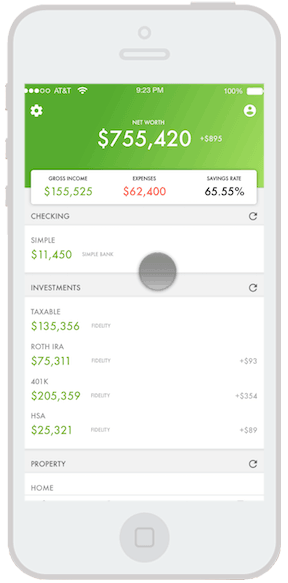 AT&T 9:23 PM 100%
NET WORTH
$755,420 +$895
GROSS INCOME EXPENSES SAVINGS RATE
$155,525 $62,400 65.55%
CHECKING
SIMPLE
$11,450 SIMPLE BANK
INVESTMENTS
TAXABLE
$135,356 FIDELITY
ROTH IRA
$75,311 FIDELITY +$93
401K
$205,359 FIDELITY +$354
HSA
$25,321 FIDELITY +$89
PROPERTY
HOME